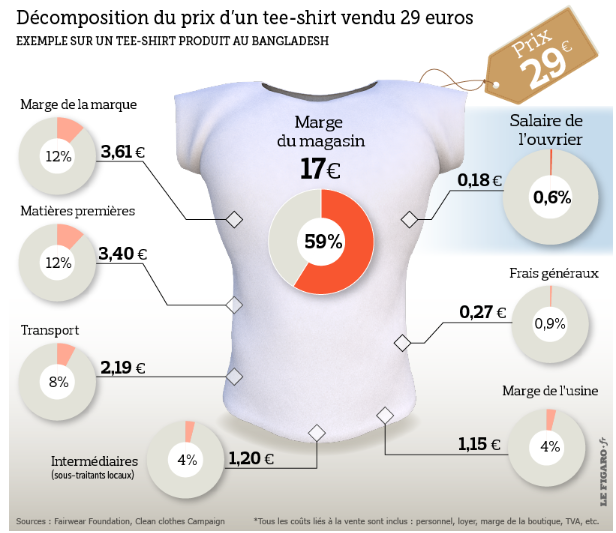 Décomposition du prix d'un tee-shirt vendu 29 euros
EXEMPLE SUR UN TEE-SHIRT PRODUIT AU BANGLADESH
Prix
29€
Marge de la marque
12%
3,61 €
Matières premières
12%
3,40 €
Transport
8%
2,19 €
Intermédiaires
(sous-traitants locaux)
4%
1,20 €
Marge
du magasin
17€
59%
Salaire de
l'ouvrier
0,18 €
0,6%
Frais généraux
0,27 €
0,9%
Marge de l'usine
1,15 €
4%
LE FIGARO·fr
Sources : Fairwear Foundation, Clean clothes Campaign
*Tous les coûts liés à la vente sont inclus : personnel, loyer, marge de la boutique, TVA, etc.